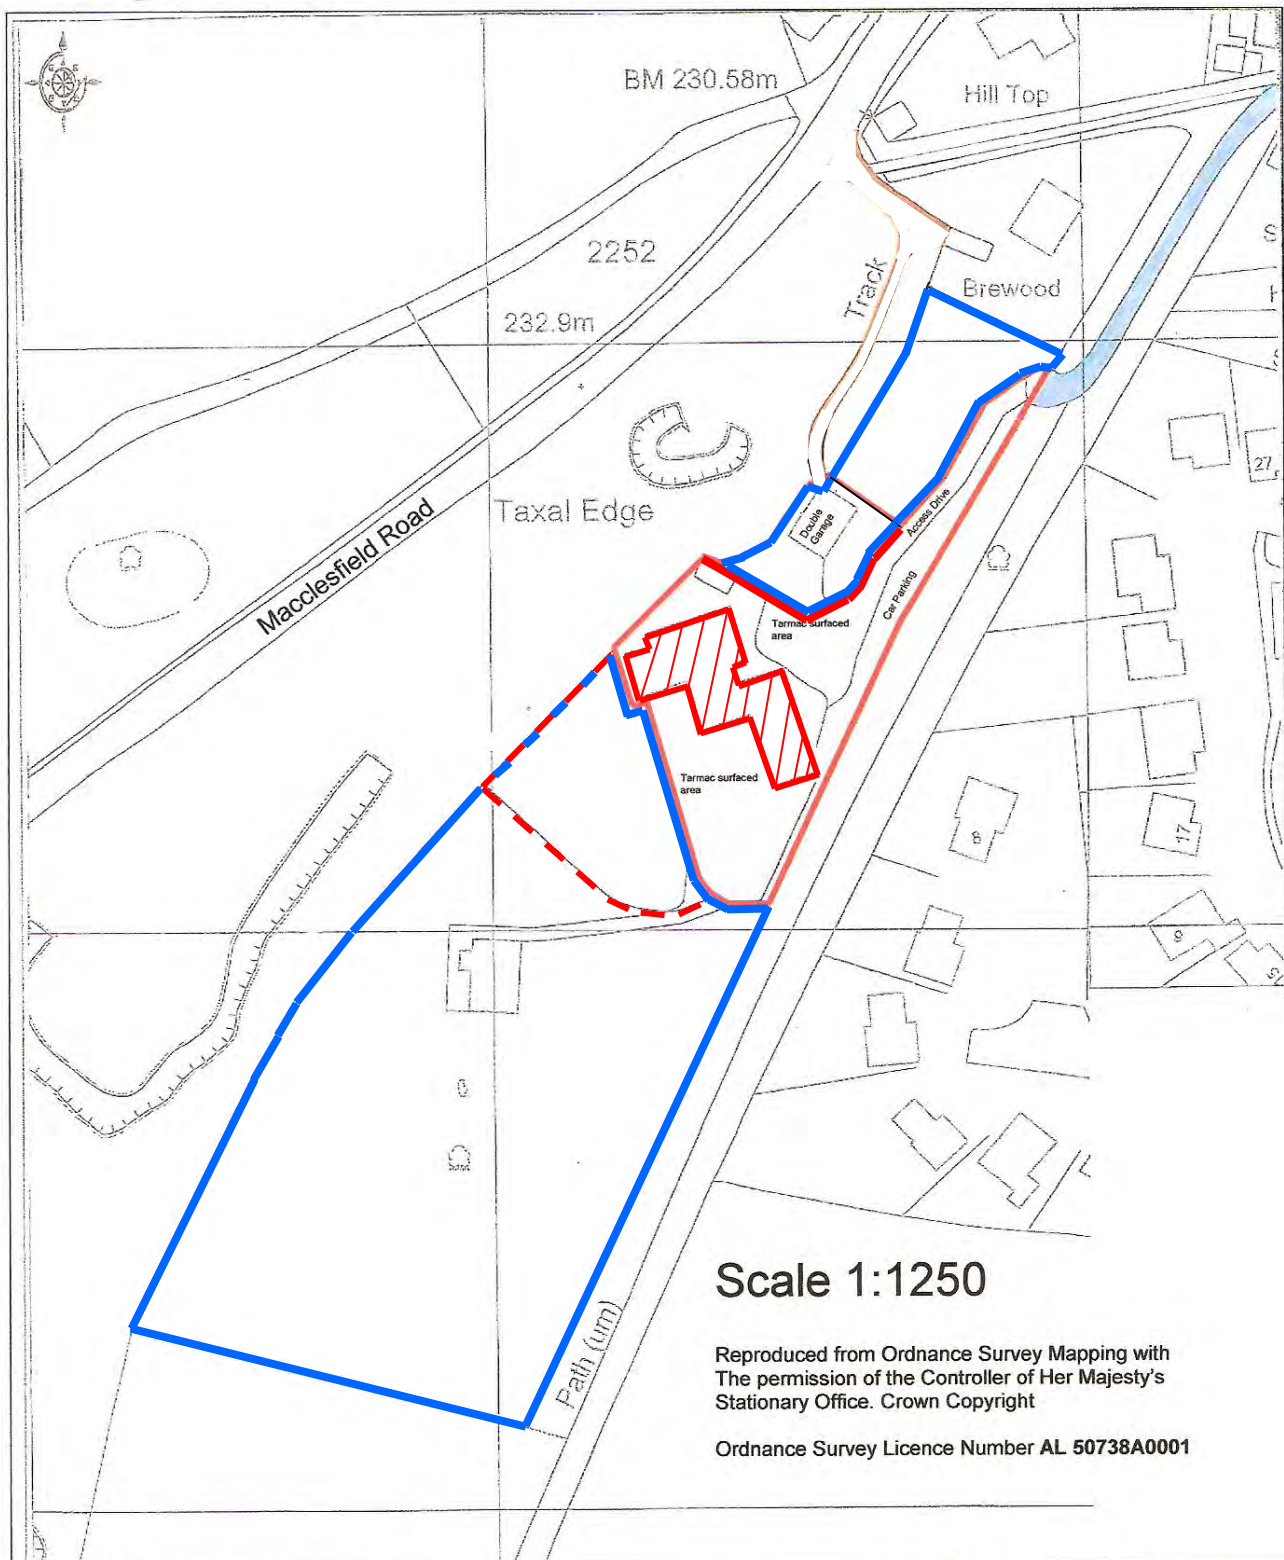 BM 230.58m
Hill Top
2252
Track
Brewood
232.9m
27
Taxal Edge
Macclesfield Road
Double
Garage
Access Drive
Car Parking
Tarmac surfaced
area
Tarmac surfaced
area
8
17
9
Path (um)
Scale 1:1250
Reproduced from Ordnance Survey Mapping with
The permission of the Controller of Her Majesty's
Stationary Office. Crown Copyright
Ordnance Survey Licence Number AL 50738A0001